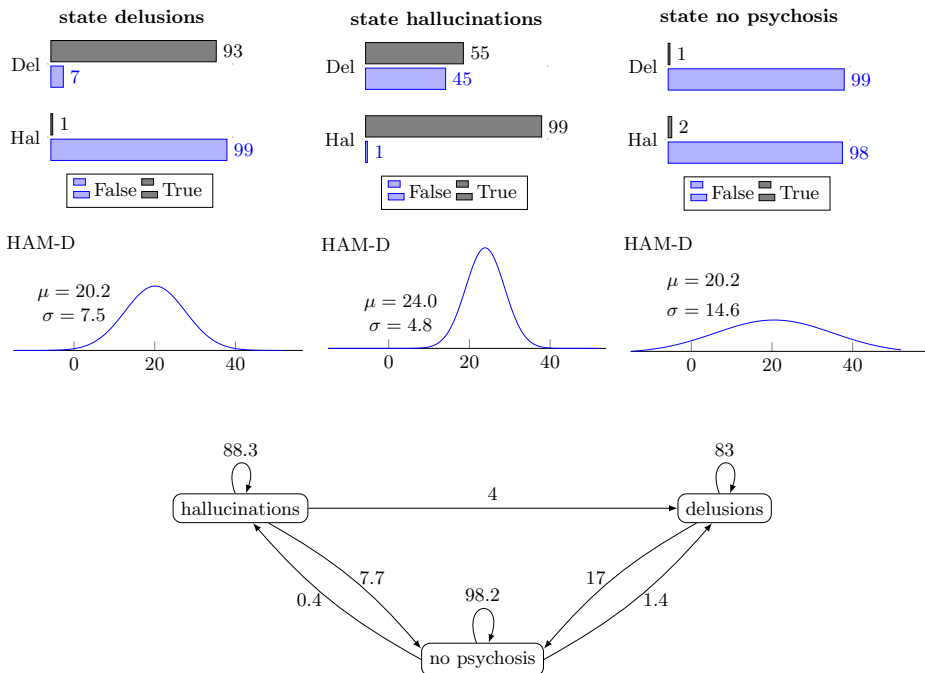 state delusions
Del
93
7
Hal
1
99
False True
HAM-D
μ = 20.2
σ = 7.5
0 20 40
state hallucinations
Del
55
45
Hal
99
1
False True
HAM-D
μ = 24.0
σ = 4.8
0 20 40
state no psychosis
Del
1
99
Hal
2
98
False True
HAM-D
μ = 20.2
σ = 14.6
0 20 40
88.3
83
hallucinations
4
delusions
7.7
17
0.4
98.2
1.4
no psychosis